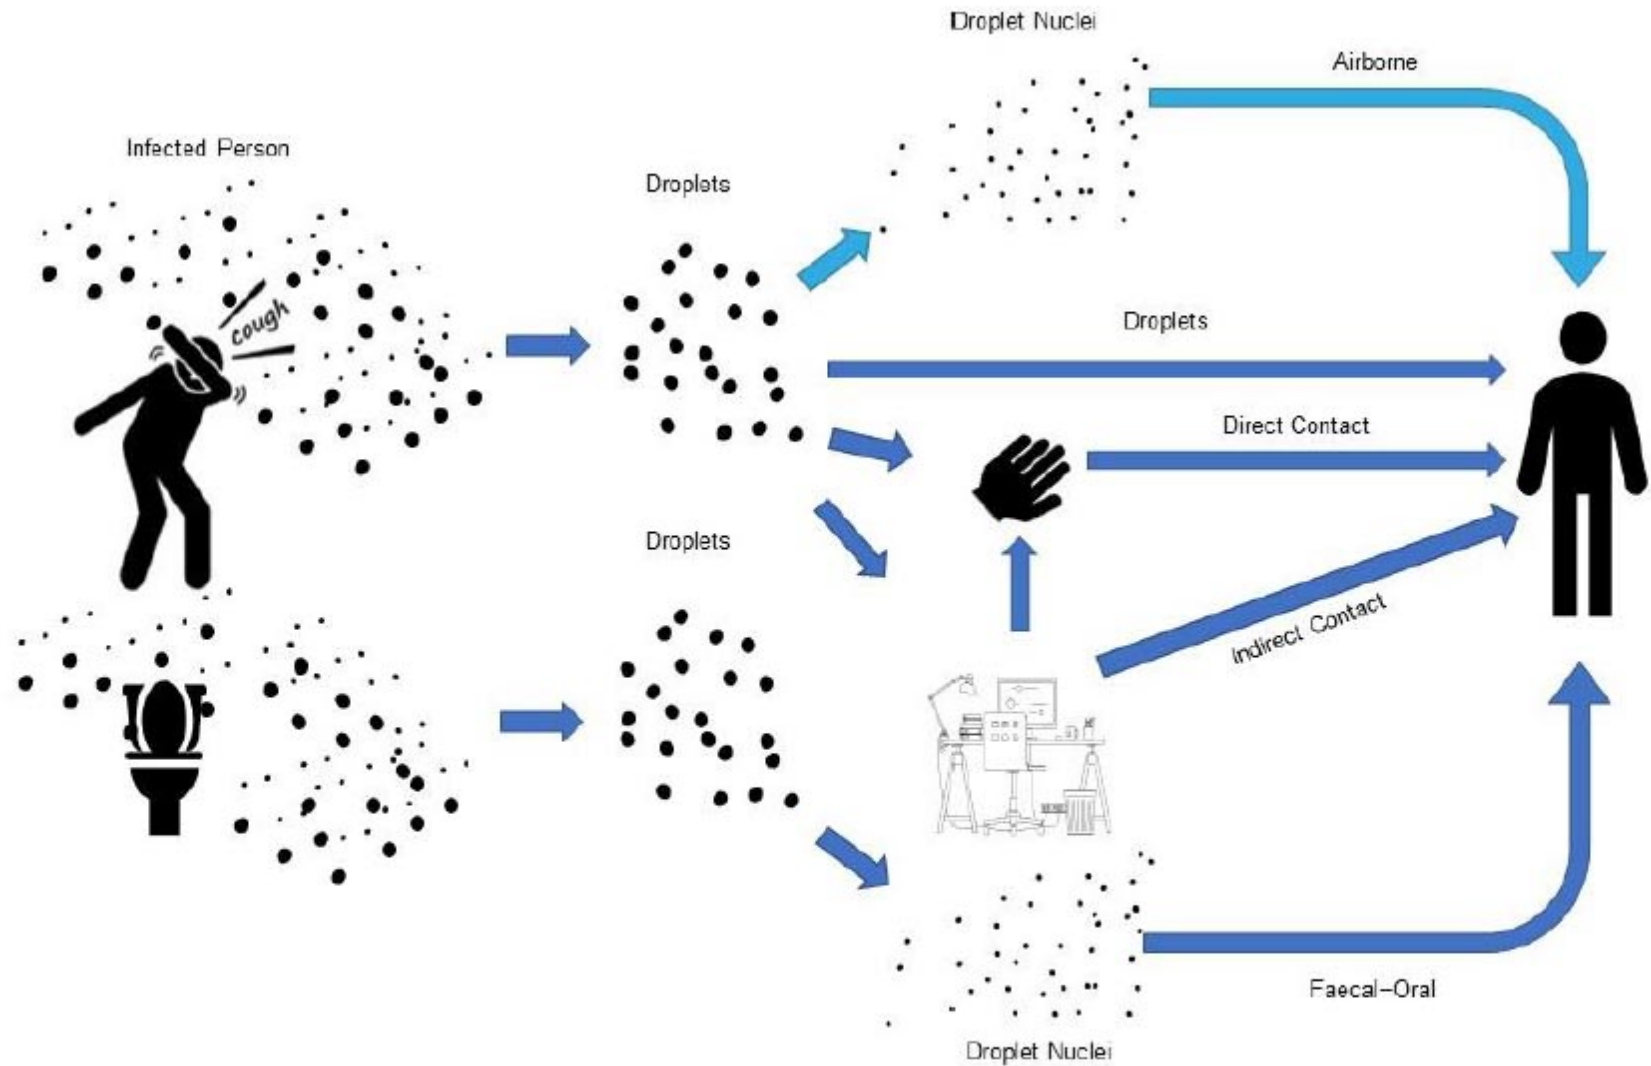 Droplet Nuclei
Airborne
Infected Person
Droplets
cough
Droplets
Direct Contact
Droplets
Indirect Contact
Faecal-Oral
Droplet Nuclei